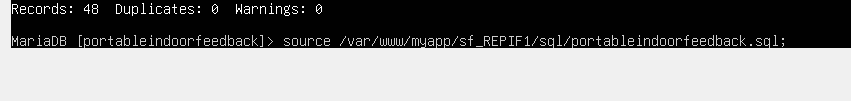 Records: 48  Duplicates: 0  Warnings: 0
MariaDB [portableindoorfeedback]> source /var/www/myapp/sf_REPIF1/sql/portableindoorfeedback.sql;